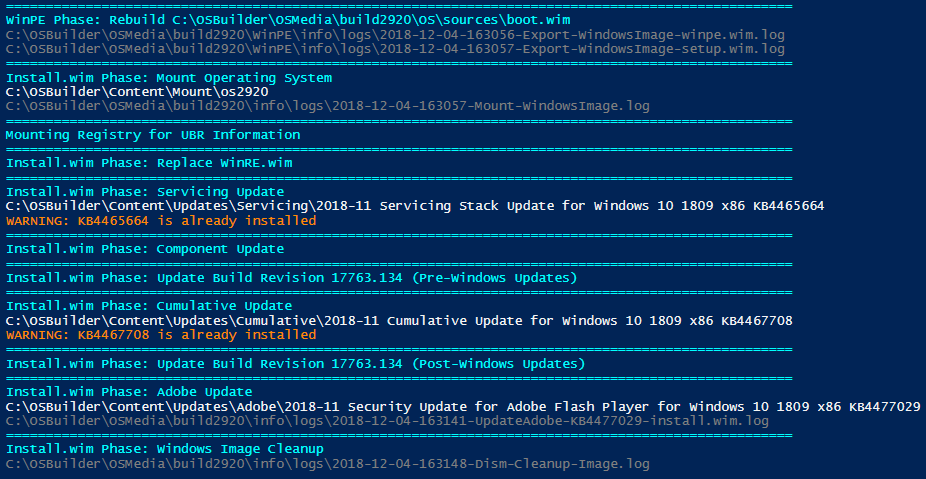 ====================================================================================================
WinPE Phase: Rebuild C:\OSBuilder\OSMedia\build2920\OS\sources\boot.wim
C:\OSBuilder\OSMedia\build2920\WinPE\info\logs\2018-12-04-163056-Export-WindowsImage-winpe.wim.log
C:\OSBuilder\OSMedia\build2920\WinPE\info\logs\2018-12-04-163057-Export-WindowsImage-setup.wim.log
====================================================================================================
Install.wim Phase: Mount Operating System
C:\OSBuilder\Content\Mount\os2920
C:\OSBuilder\OSMedia\build2920\info\logs\2018-12-04-163057-Mount-WindowsImage.log
====================================================================================================
Mounting Registry for UBR Information
====================================================================================================
Install.wim Phase: Replace WinRE.wim
====================================================================================================
Install.wim Phase: Servicing Update
C:\OSBuilder\Content\Updates\Servicing\2018-11 Servicing Stack Update for Windows 10 1809 x86 KB4465664
WARNING: KB4465664 is already installed
====================================================================================================
Install.wim Phase: Component Update
====================================================================================================
Install.wim Phase: Update Build Revision 17763.134 (Pre-Windows Updates)
====================================================================================================
Install.wim Phase: Cumulative Update
C:\OSBuilder\Content\Updates\Cumulative\2018-11 Cumulative Update for Windows 10 1809 x86 KB4467708
WARNING: KB4467708 is already installed
====================================================================================================
Install.wim Phase: Update Build Revision 17763.134 (Post-Windows Updates)
====================================================================================================
Install.wim Phase: Adobe Update
C:\OSBuilder\Content\Updates\Adobe\2018-11 Security Update for Adobe Flash Player for Windows 10 1809 x86 KB4477029
C:\OSBuilder\OSMedia\build2920\info\logs\2018-12-04-163141-UpdateAdobe-KB4477029-install.wim.log
====================================================================================================
Install.wim Phase: Windows Image Cleanup
C:\OSBuilder\OSMedia\build2920\info\logs\2018-12-04-163148-Dism-Cleanup-Image.log